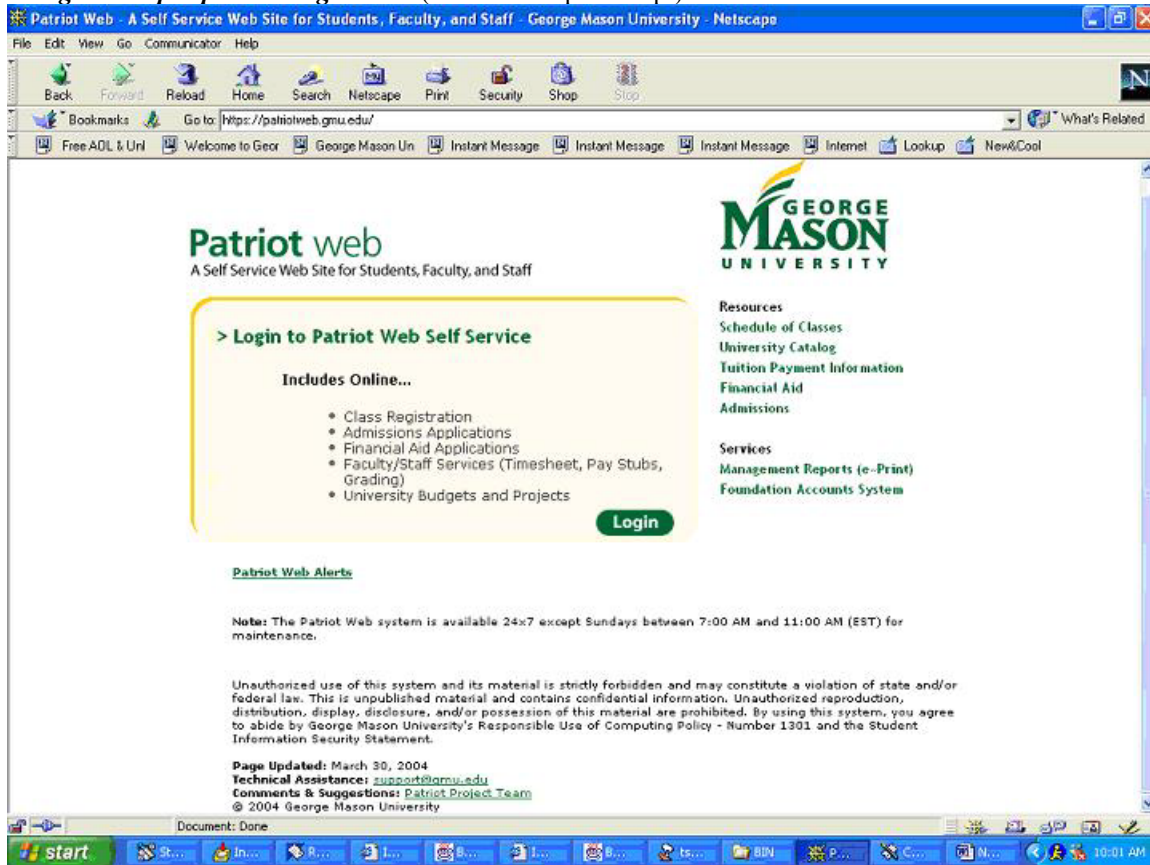 Patriot Web - A Self Service Web Site for Students, Faculty, and Staff - George Mason University - Netscape
File Edit View Go Communicator Help
Back Forward Reload Home Search Netscape Print Security Shop Stop
Bookmarks Go to: https://patriotweb.gmu.edu/ What's Related
Free AOL & Unl Welcome to Geor George Mason Un Instant Message Instant Message Instant Message Internet Lookup New&Cool
GEORGE
MASON
UNIVERSITY
Patriot web
A Self Service Web Site for Students, Faculty, and Staff
> Login to Patriot Web Self Service
Includes Online...
• Class Registration
• Admissions Applications
• Financial Aid Applications
• Faculty/Staff Services (Timesheet, Pay Stubs,
Grading)
• University Budgets and Projects
Login
Resources
Schedule of Classes
University Catalog
Tuition Payment Information
Financial Aid
Admissions
Services
Management Reports (e-Print)
Foundation Accounts System
Patriot Web Alerts
Note: The Patriot Web system is available 24x7 except Sundays between 7:00 AM and 11:00 AM (EST) for
maintenance.
Unauthorized use of this system and its material is strictly forbidden and may constitute a violation of state and/or
federal law. This is unpublished material and contains confidential information. Unauthorized reproduction,
distribution, display, disclosure, and/or possession of this material are prohibited. By using this system, you agree
to abide by George Mason University's Responsible Use of Computing Policy - Number 1301 and the Student
Information Security Statement.
Page Updated: March 30, 2004
Technical Assistance: support@gmu.edu
Comments & Suggestions: Patriot Project Team
© 2004 George Mason University
Document: Done
start St... In... R... I... B... I... B... ts... BIN P... C... N... 10:01 AM